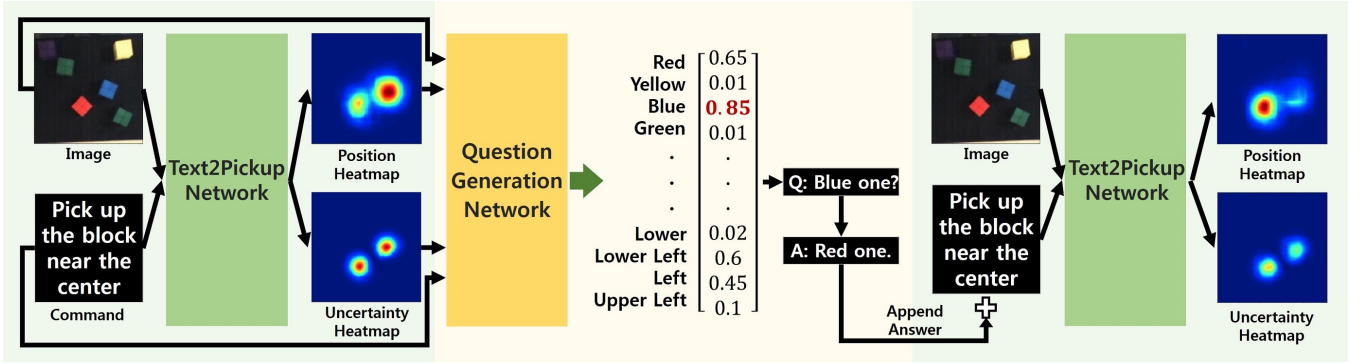 Image
Pick up
the block
near the
center
Command
Text2Pickup
Network
Position
Heatmap
Uncertainty
Heatmap
Question
Generation
Network
Red 0.65
Yellow 0.01
Blue 0.85
Green 0.01
. .
. .
. .
Lower 0.02
Lower Left 0.6
Left 0.45
Upper Left 0.1
Q: Blue one?
A: Red one.
Append
Answer
Image
Pick up
the block
near the
center
Text2Pickup
Network
Position
Heatmap
Uncertainty
Heatmap